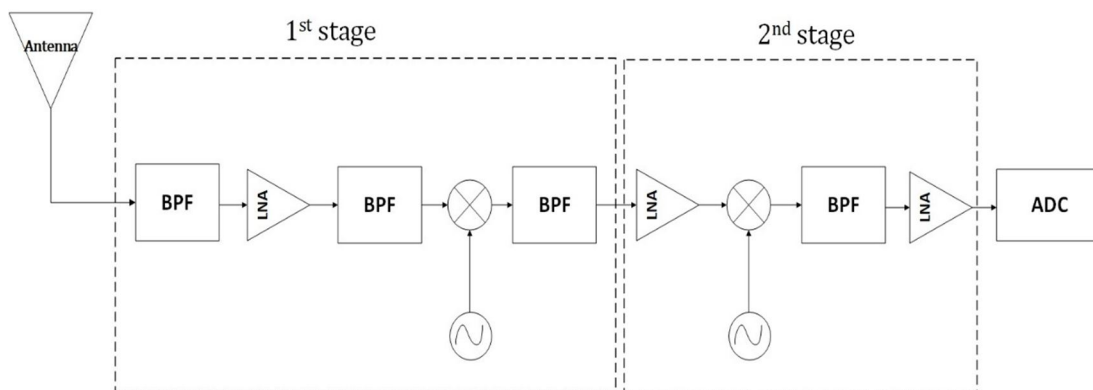 1st stage
2nd stage
Antenna
BPF
LNA
BPF
BPF
LNA
BPF
LNA
ADC